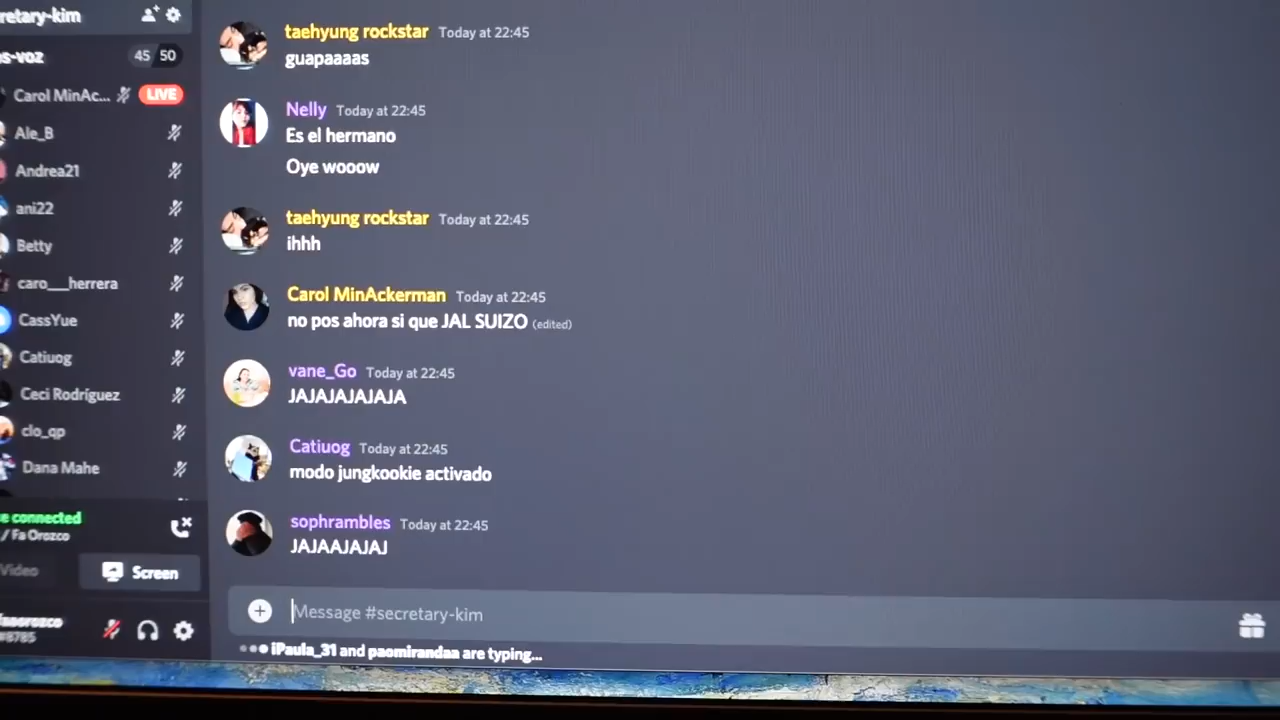 retary-kim
s-voz 45 50
Carol MinAc... LIVE
Ale_B
Andrea21
ani22
Betty
caro___herrera
CassYue
Catiuog
Ceci Rodríguez
clo_qp
Dana Mahe
e connected
/ Fa Orozco
Video
Screen
faorozco
#8785
taehyung rockstar Today at 22:45
guapaaaas
Nelly Today at 22:45
Es el hermano
Oye wooow
taehyung rockstar Today at 22:45
ihhh
Carol MinAckerman Today at 22:45
no pos ahora si que JAL SUIZO (edited)
vane_Go Today at 22:45
JAJAJAJAJAJA
Catiuog Today at 22:45
modo jungkookie activado
sophrambles Today at 22:45
JAJAAJAJAJ
Message #secretary-kim
iPaula_31 and paomirandaa are typing...